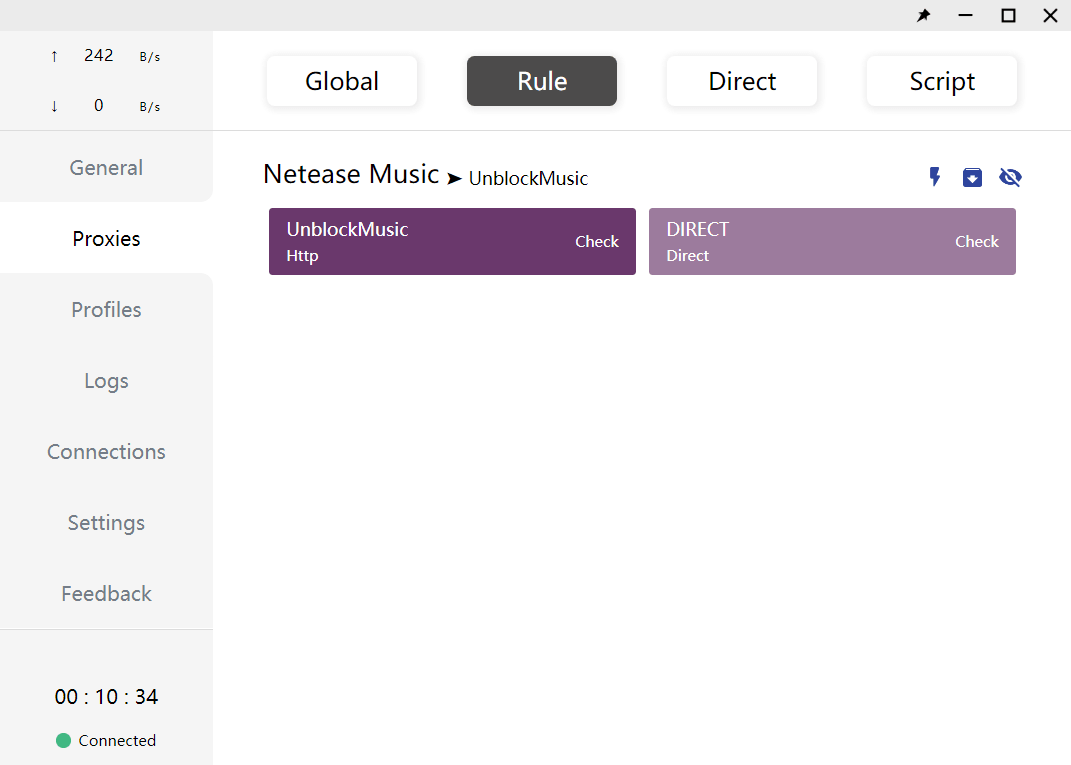 ↑ 242 B/s
↓ 0 B/s
General
Proxies
Profiles
Logs
Connections
Settings
Feedback
00 : 10 : 34
Connected
Global Rule Direct Script
Netease Music ➤ UnblockMusic
UnblockMusic
Http
Check
DIRECT
Direct
Check